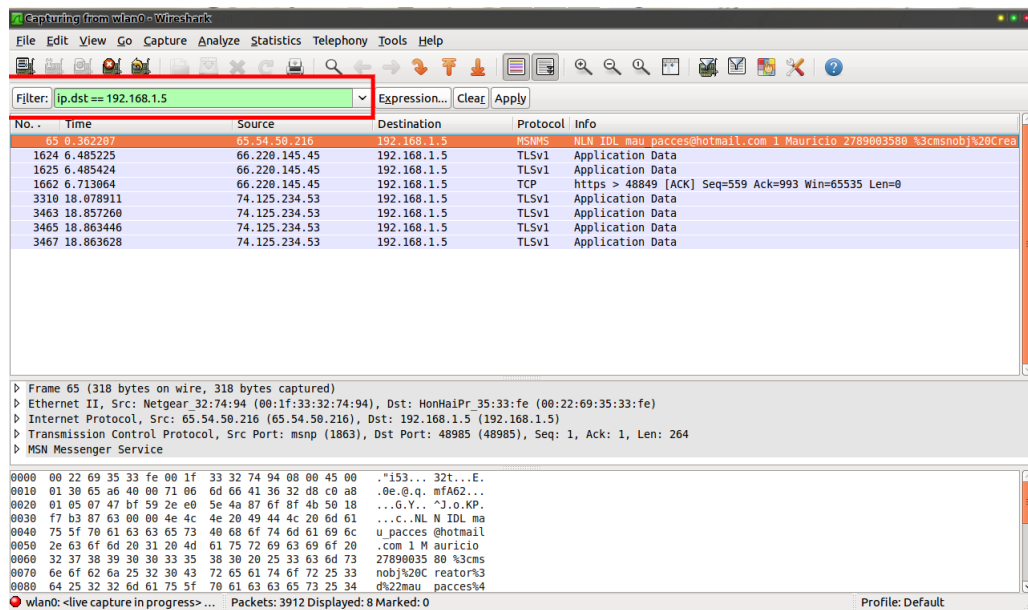 Capturing from wlan0 - Wireshark
File Edit View Go Capture Analyze Statistics Telephony Tools Help
Filter: ip.dst == 192.168.1.5 Expression... Clear Apply
No. . Time Source Destination Protocol Info
65 0.362207 65.54.50.216 192.168.1.5 MSNMS NLN IDL mau_pacces@hotmail.com 1 Mauricio 2789003580 %3cmsnobj%20Crea
1624 6.485225 66.220.145.45 192.168.1.5 TLSv1 Application Data
1625 6.485424 66.220.145.45 192.168.1.5 TLSv1 Application Data
1662 6.713064 66.220.145.45 192.168.1.5 TCP https > 48849 [ACK] Seq=559 Ack=993 Win=65535 Len=0
3310 18.078911 74.125.234.53 192.168.1.5 TLSv1 Application Data
3463 18.857260 74.125.234.53 192.168.1.5 TLSv1 Application Data
3465 18.863446 74.125.234.53 192.168.1.5 TLSv1 Application Data
3467 18.863628 74.125.234.53 192.168.1.5 TLSv1 Application Data
Frame 65 (318 bytes on wire, 318 bytes captured)
Ethernet II, Src: Netgear_32:74:94 (00:1f:33:32:74:94), Dst: HonHaiPr_35:33:fe (00:22:69:35:33:fe)
Internet Protocol, Src: 65.54.50.216 (65.54.50.216), Dst: 192.168.1.5 (192.168.1.5)
Transmission Control Protocol, Src Port: msnp (1863), Dst Port: 48985 (48985), Seq: 1, Ack: 1, Len: 264
MSN Messenger Service
0000 00 22 69 35 33 fe 00 1f 33 32 74 94 08 00 45 00 ."i53... 32t...E.
0010 01 30 65 a6 40 00 71 06 6d 66 41 36 32 d8 c0 a8 .0e.@.q. mfA62...
0020 01 05 07 47 bf 59 2e e0 5e 4a 87 6f 8f 4b 50 18 ...G.Y.. ^J.o.KP.
0030 f7 b3 87 63 00 00 4e 4c 4e 20 49 44 4c 20 6d 61 ...c..NL N IDL ma
0040 75 5f 70 61 63 63 65 73 40 68 6f 74 6d 61 69 6c u_pacces @hotmail
0050 2e 63 6f 6d 20 31 20 4d 61 75 72 69 63 69 6f 20 .com 1 M auricio
0060 32 37 38 39 30 30 33 35 38 30 20 25 33 63 6d 73 27890035 80 %3cms
0070 6e 6f 62 6a 25 32 30 43 72 65 61 74 6f 72 25 33 nobj%20C reator%3
0080 64 25 32 32 6d 61 75 5f 70 61 63 63 65 73 25 34 d%22mau_ pacces%4
wlan0: <live capture in progress> ... Packets: 3912 Displayed: 8 Marked: 0 Profile: Default